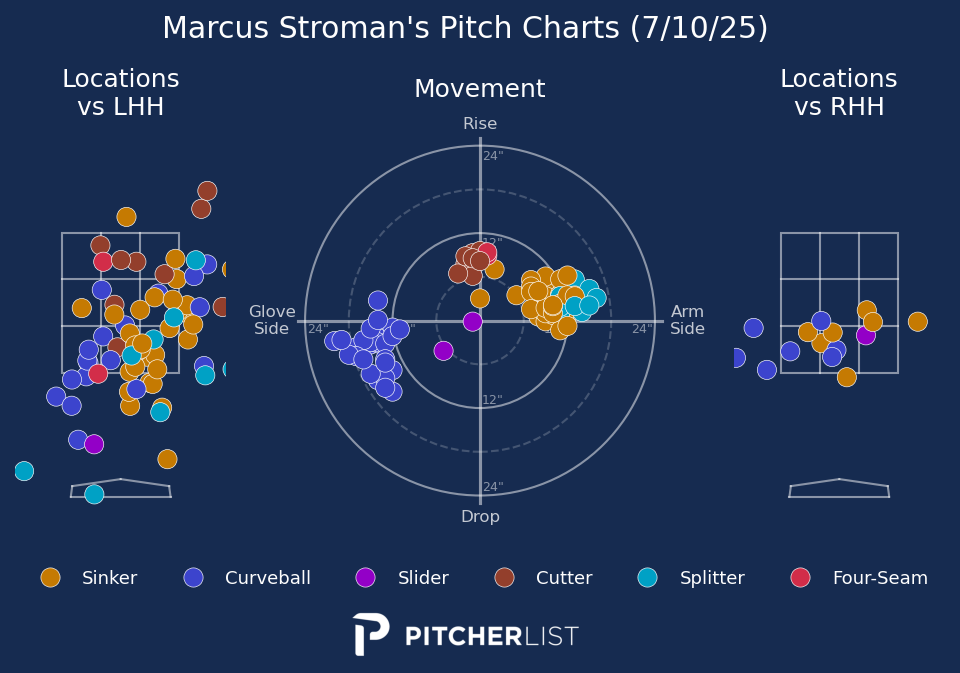 Marcus Stroman's Pitch Charts (7/10/25)
Locations
vs LHH
Movement
Locations
vs RHH
Rise
24"
12"
Glove
Side
24"
24"
Arm
Side
12"
24"
Drop
Sinker
Curveball
Slider
Cutter
Splitter
Four-Seam
PITCHERLIST